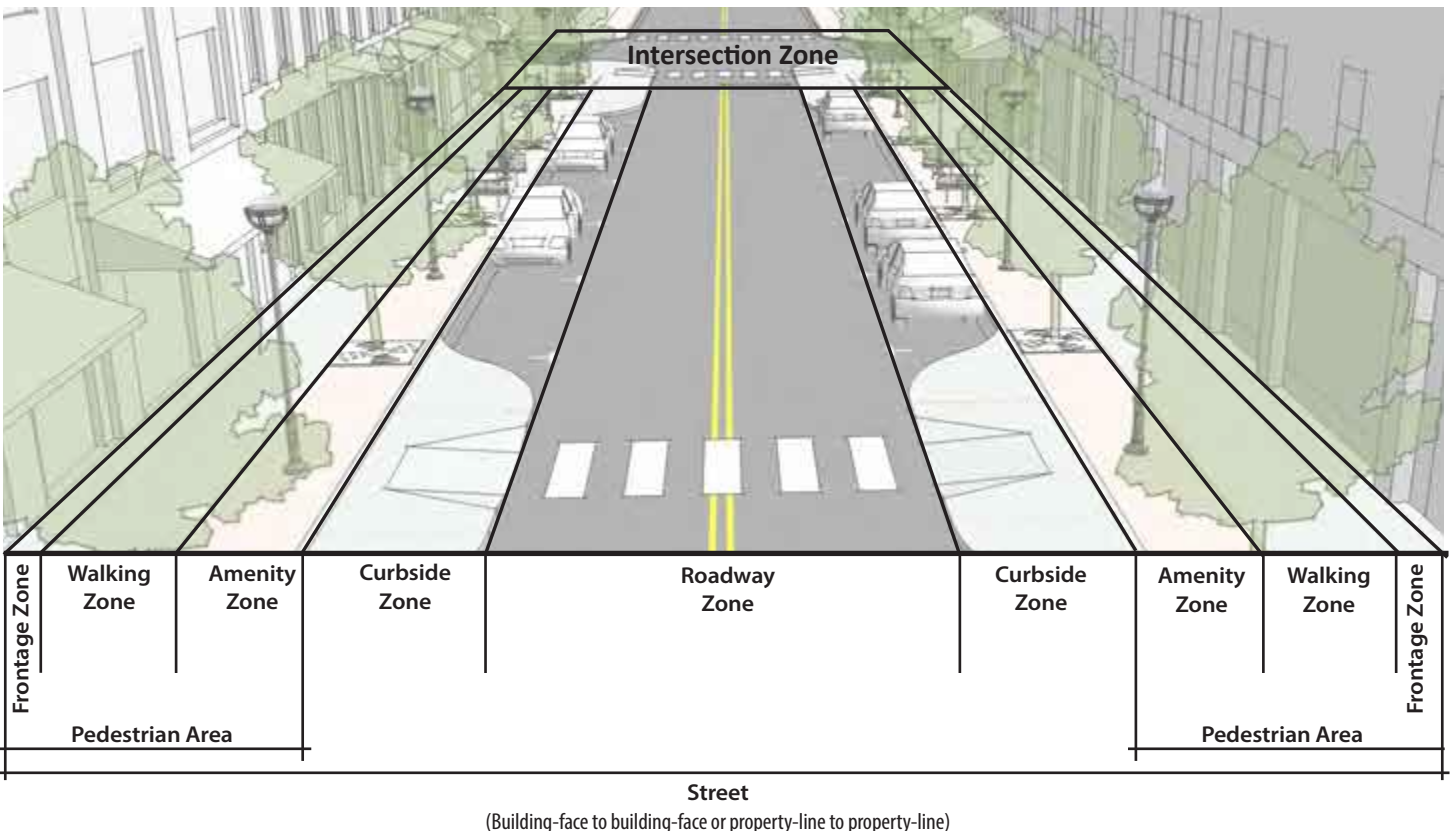 Intersection Zone
Frontage Zone
Walking
Zone
Amenity
Zone
Curbside
Zone
Roadway
Zone
Curbside
Zone
Amenity
Zone
Walking
Zone
Frontage Zone
Pedestrian Area
Pedestrian Area
Street
(Building-face to building-face or property-line to property-line)